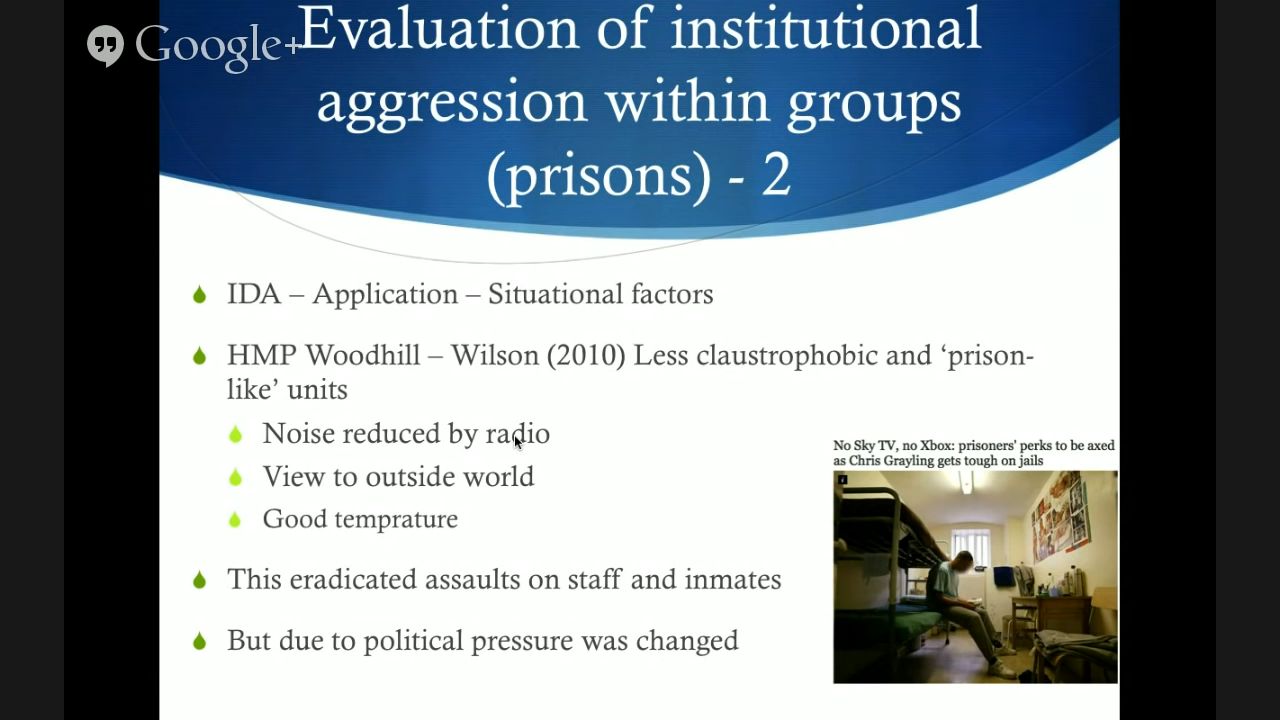 Google+
Evaluation of institutional
aggression within groups
(prisons) - 2
IDA – Application – Situational factors
HMP Woodhill – Wilson (2010) Less claustrophobic and ‘prison-
like’ units
Noise reduced by radio
View to outside world
Good temprature
This eradicated assaults on staff and inmates
But due to political pressure was changed
No Sky TV, no Xbox: prisoners’ perks to be axed
as Chris Grayling gets tough on jails